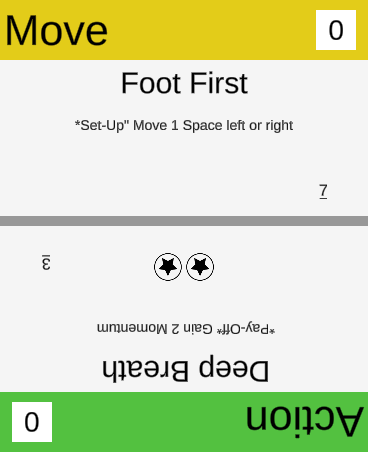 Move 0
Foot First
*Set-Up" Move 1 Space left or right
7
Action 0
Deep Breath
*Pay-Off* Gain 2 Momentum
3